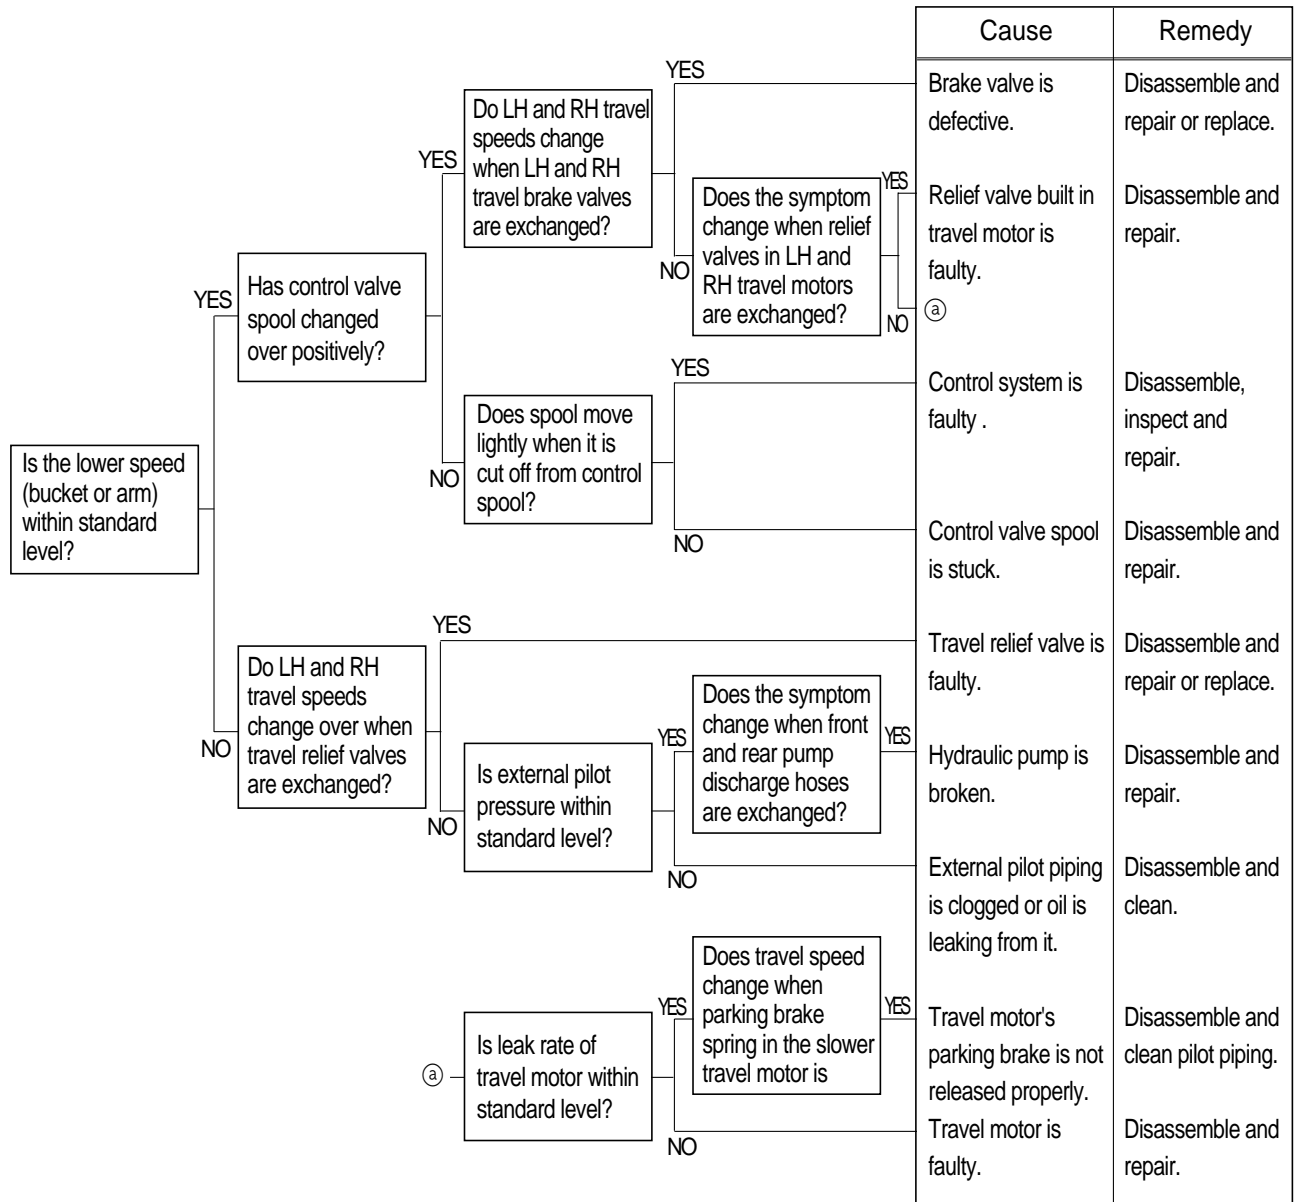 Cause
Remedy
YES
Brake valve is
defective.
Disassemble and
repair or replace.
Do LH and RH travel
speeds change
when LH and RH
travel brake valves
are exchanged?
YES
Does the symptom
change when relief
valves in LH and
RH travel motors
are exchanged?
NO
YES
Relief valve built in
travel motor is
faulty.
Disassemble and
repair.
NO
ⓐ
YES
Has control valve
spool changed
over positively?
YES
Control system is
faulty .
Disassemble,
inspect and
repair.
Does spool move
lightly when it is
cut off from control
spool?
NO
NO
Control valve spool
is stuck.
Disassemble and
repair.
Is the lower speed
(bucket or arm)
within standard
level?
YES
Travel relief valve is
faulty.
Disassemble and
repair or replace.
Do LH and RH
travel speeds
change over when
travel relief valves
are exchanged?
NO
Does the symptom
change when front
and rear pump
discharge hoses
are exchanged?
YES
YES
Hydraulic pump is
broken.
Disassemble and
repair.
Is external pilot
pressure within
standard level?
NO
NO
External pilot piping
is clogged or oil is
leaking from it.
Disassemble and
clean.
Does travel speed
change when
parking brake
spring in the slower
travel motor is
YES
YES
Travel motor's
parking brake is not
released properly.
Disassemble and
clean pilot piping.
ⓐ
Is leak rate of
travel motor within
standard level?
NO
Travel motor is
faulty.
Disassemble and
repair.